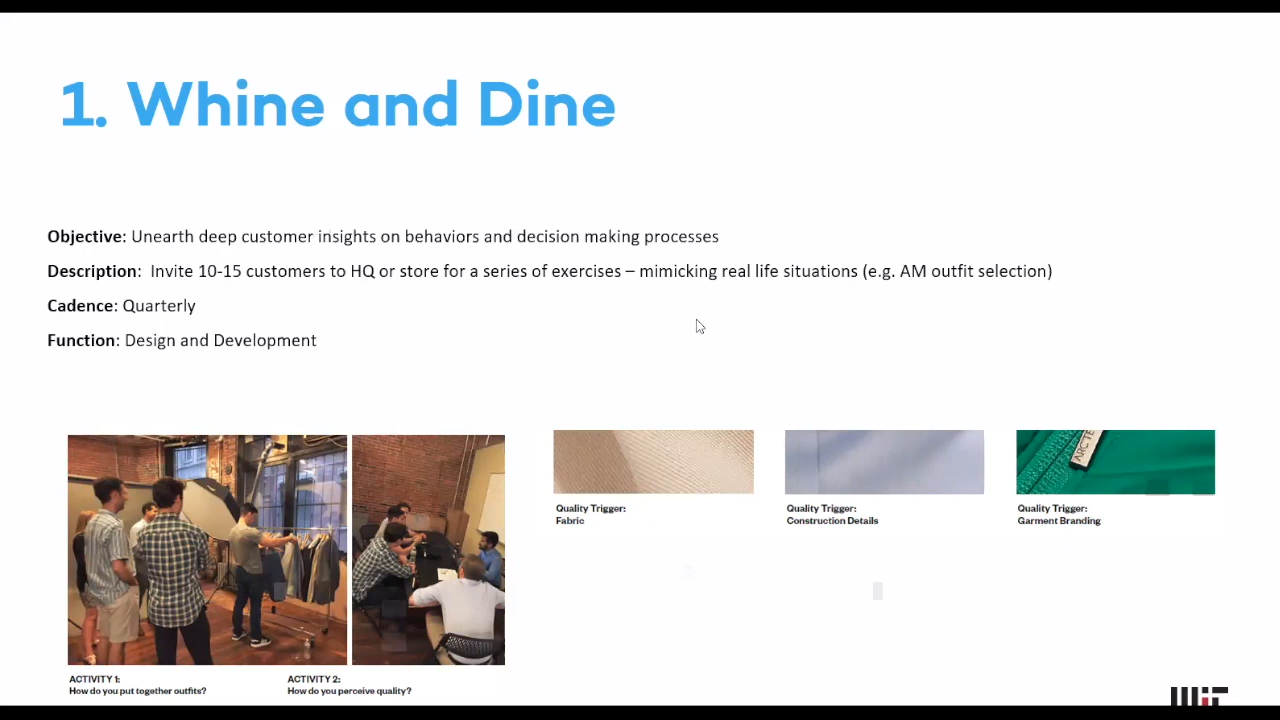 1. Whine and Dine
Objective: Unearth deep customer insights on behaviors and decision making processes
Description:  Invite 10-15 customers to HQ or store for a series of exercises – mimicking real life situations (e.g. AM outfit selection)
Cadence: Quarterly
Function: Design and Development
ARC'TE
Quality Trigger:
Fabric
Quality Trigger:
Construction Details
Quality Trigger:
Garment Branding
ACTIVITY 1:
How do you put together outfits?
ACTIVITY 2:
How do you perceive quality?